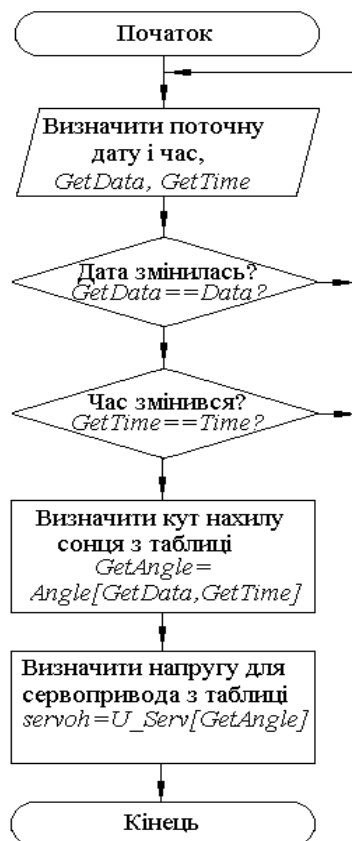 Початок
Визначити поточну
дату і час,
GetData, GetTime
Дата змінилась?
GetData==Data?
Час змінився?
GetTime==Time?
Визначити кут нахилу
сонця з таблиці
GetAngle=
Angle[GetData,GetTime]
Визначити напругу для
сервопривода з таблиці
servoh=U_Serv[GetAngle]
Кінець